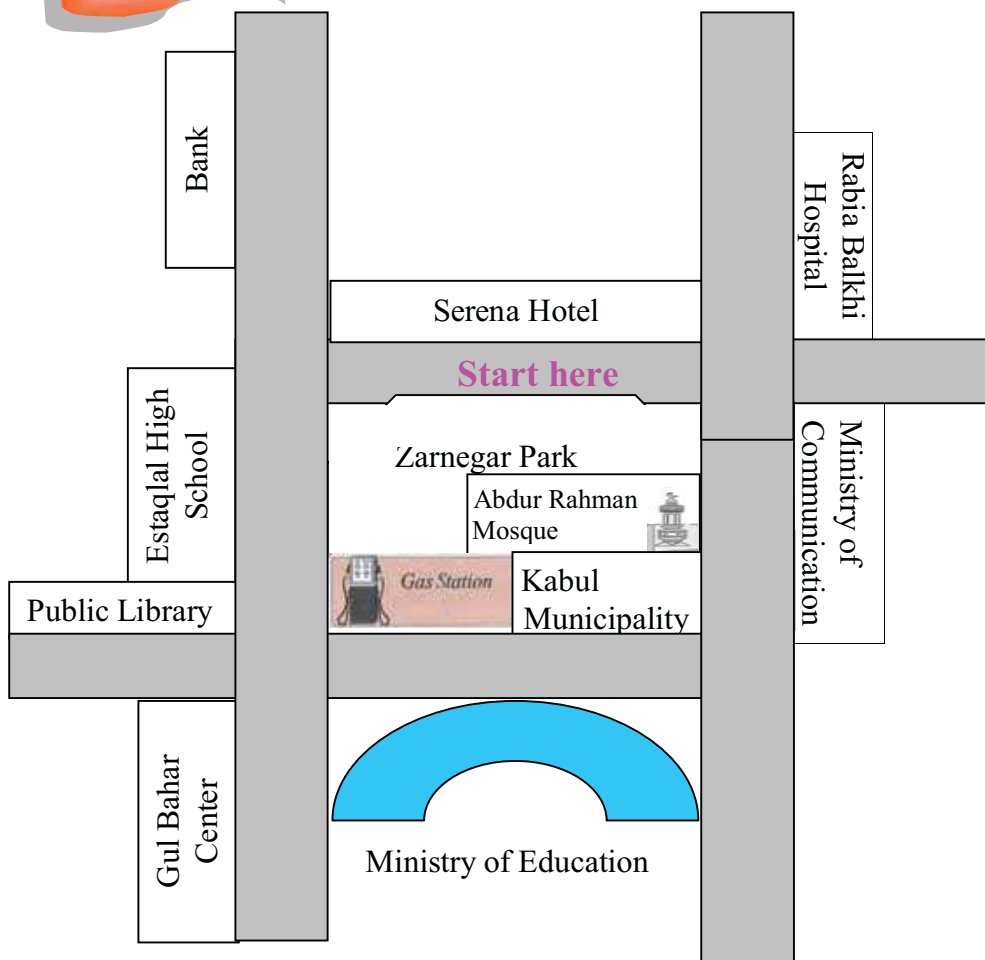 Bank
Rabia Balkhi
Hospital
Serena Hotel
Start here
Estaqlal High
School
Zarnegar Park
Ministry of
Communication
Abdur Rahman
Mosque
Gas Station
Kabul
Municipality
Public Library
Gul Bahar
Center
Ministry of Education